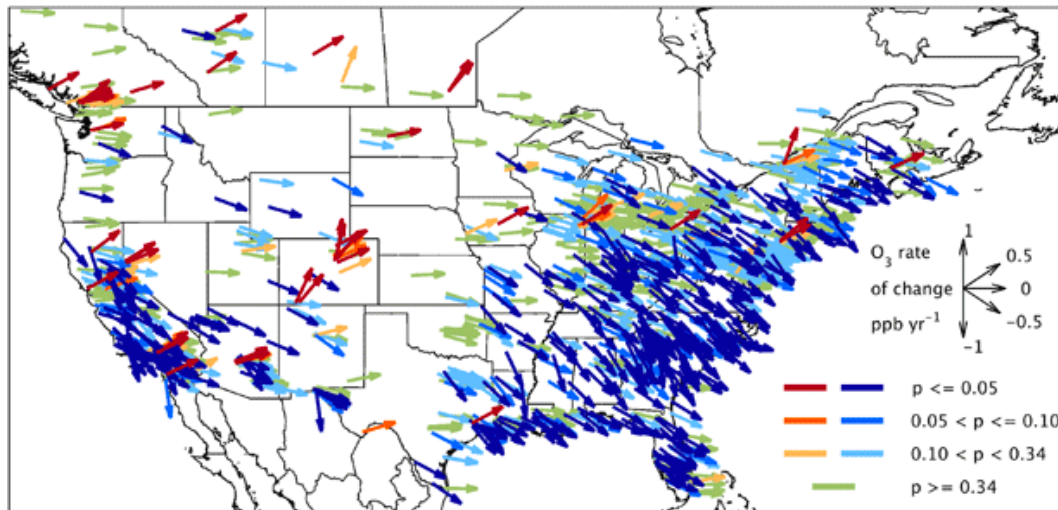 1
O₃ rate
0.5
of change
0
ppb yr⁻¹
−0.5
−1
p <= 0.05
0.05 < p <= 0.10
0.10 < p < 0.34
p >= 0.34